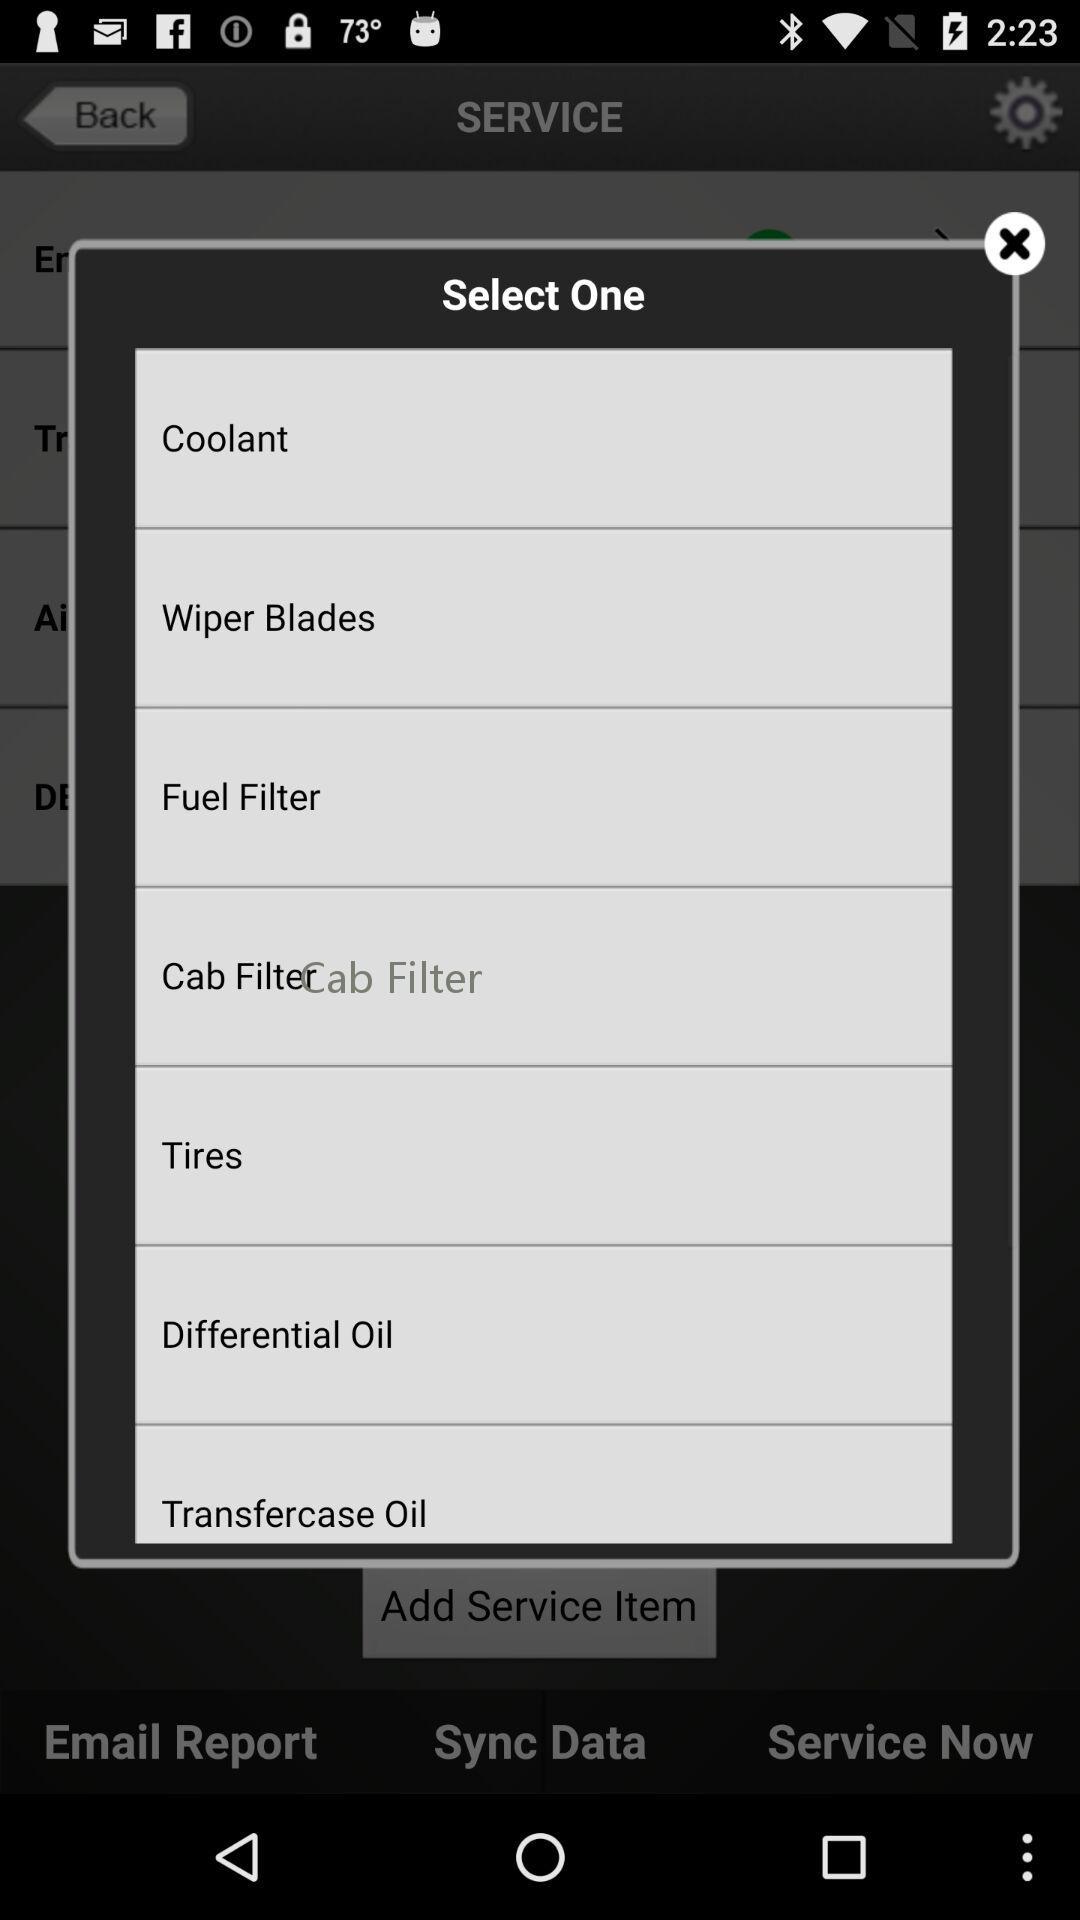 73° 2:23
Back SERVICE
En
Select One
Coolant
Tr
Wiper Blades
Ai
Fuel Filter
DE
Cab Filter Cab Filter
Tires
Differential Oil
Transfercase Oil
Add Service Item
Email Report Sync Data Service Now